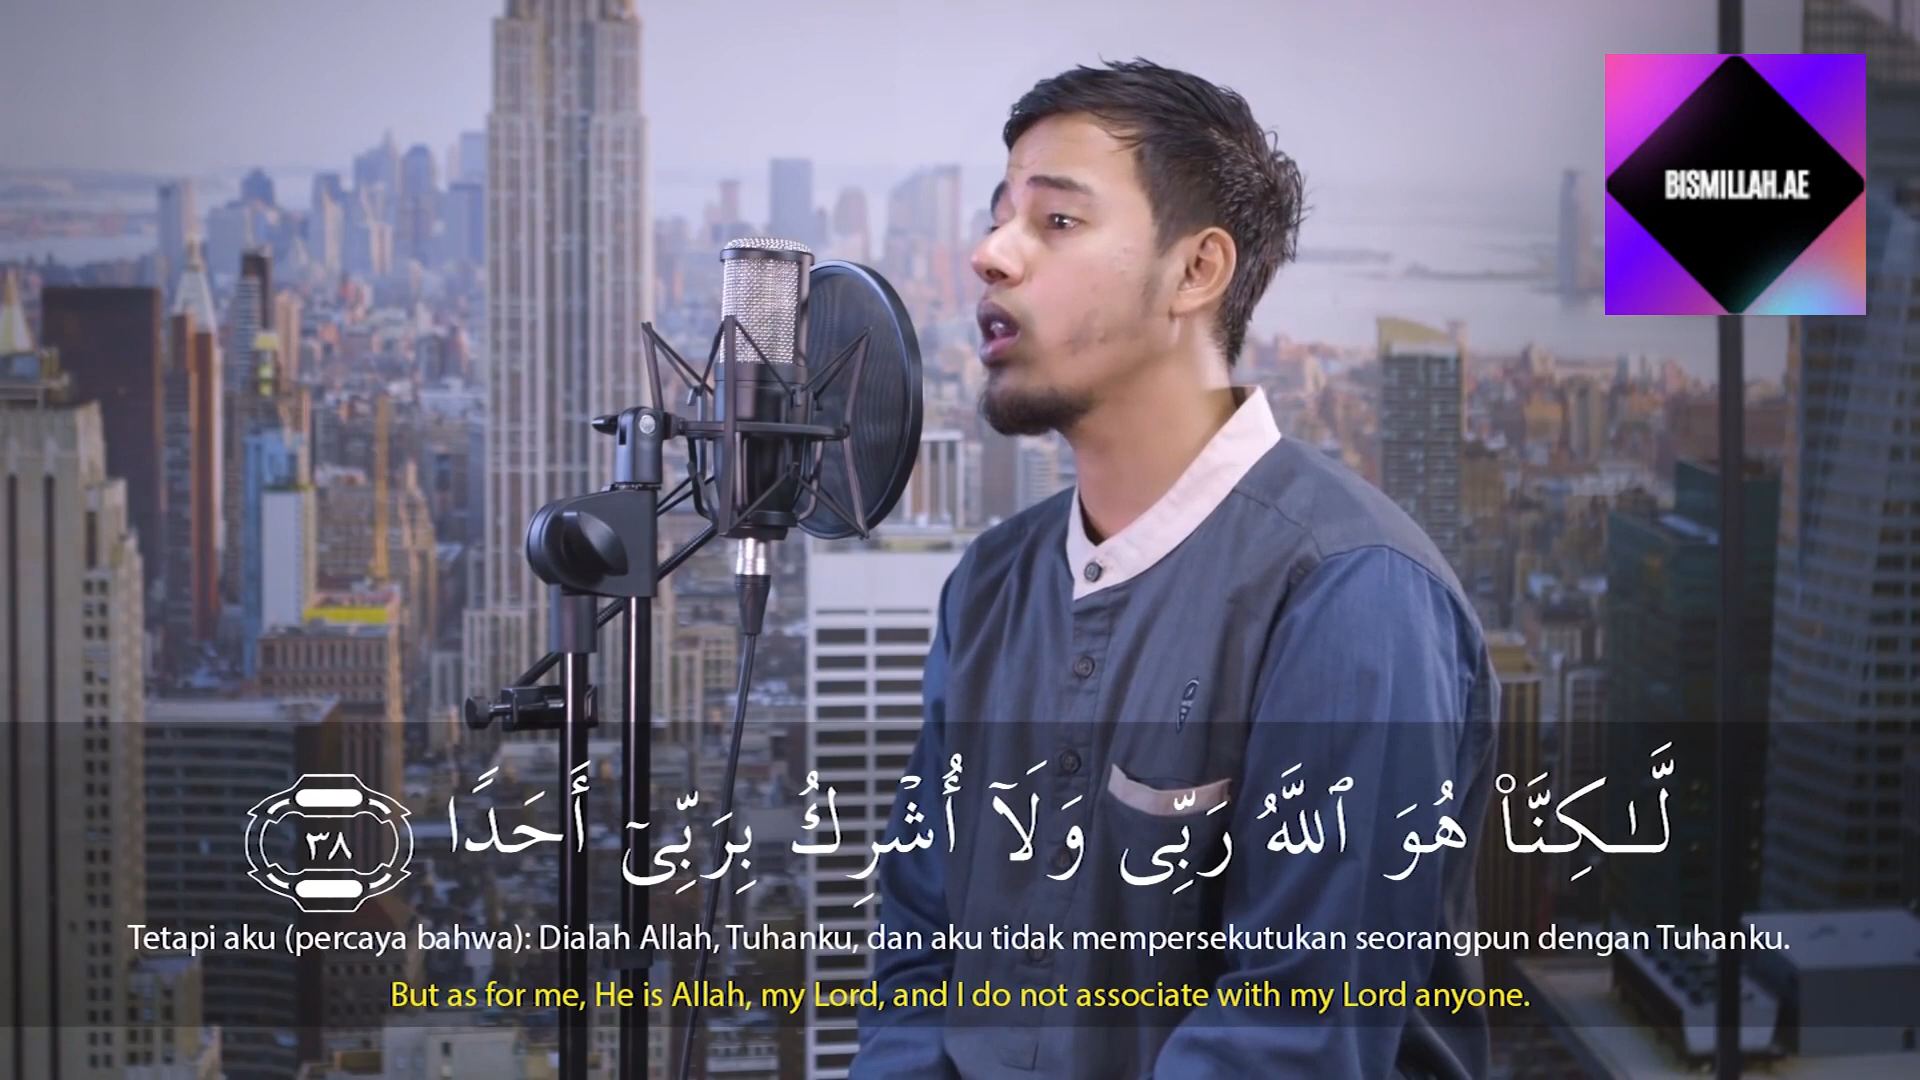 BISMILLAH.AE
لَّـٰكِنَّا۠ هُوَ ٱللَّهُ رَبِّى وَلَآ أُشْرِكُ بِرَبِّىٓ أَحَدًا ٣٨
Tetapi aku (percaya bahwa): Dialah Allah, Tuhanku, dan aku tidak mempersekutukan seorangpun dengan Tuhanku.
But as for me, He is Allah, my Lord, and I do not associate with my Lord anyone.